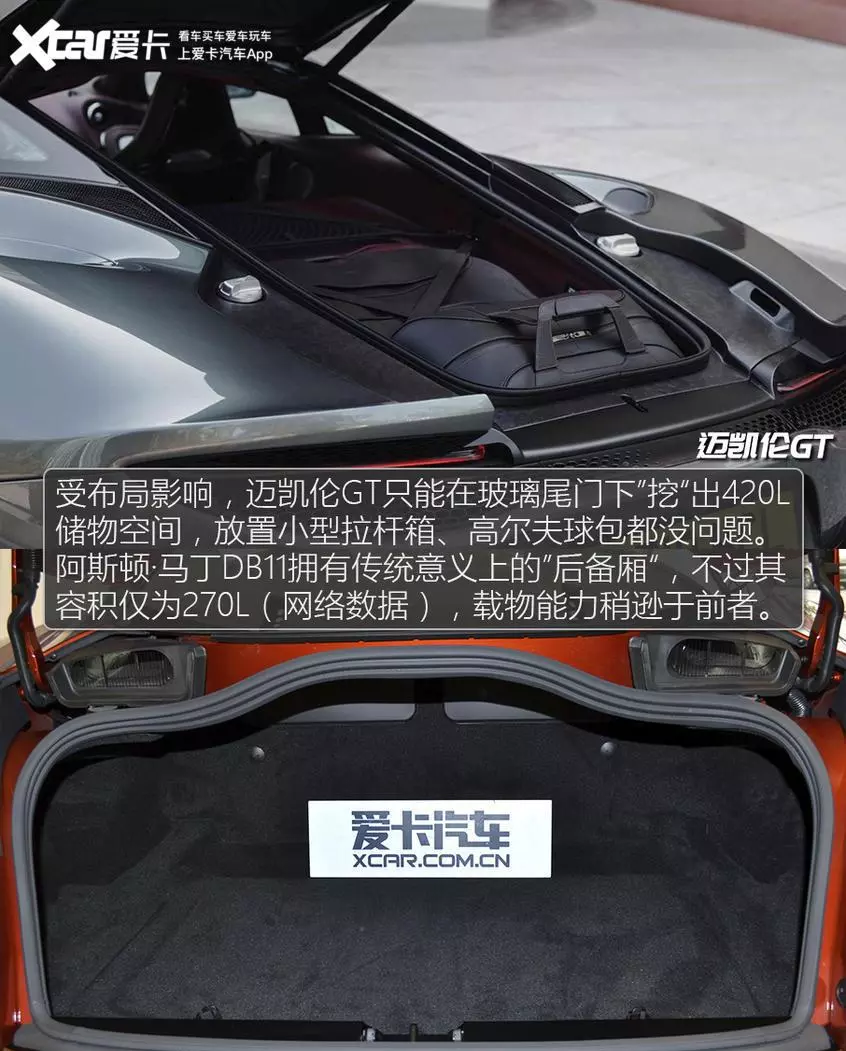 Xcar爱卡 看车买车爱车玩车
上爱卡汽车App
迈凯伦GT
受布局影响，迈凯伦GT只能在玻璃尾门下"挖"出420L
储物空间，放置小型拉杆箱、高尔夫球包都没问题。
阿斯顿·马丁DB11拥有传统意义上的"后备厢"，不过其
容积仅为270L（网络数据），载物能力稍逊于前者。
爱卡汽车
XCAR.COM.CN